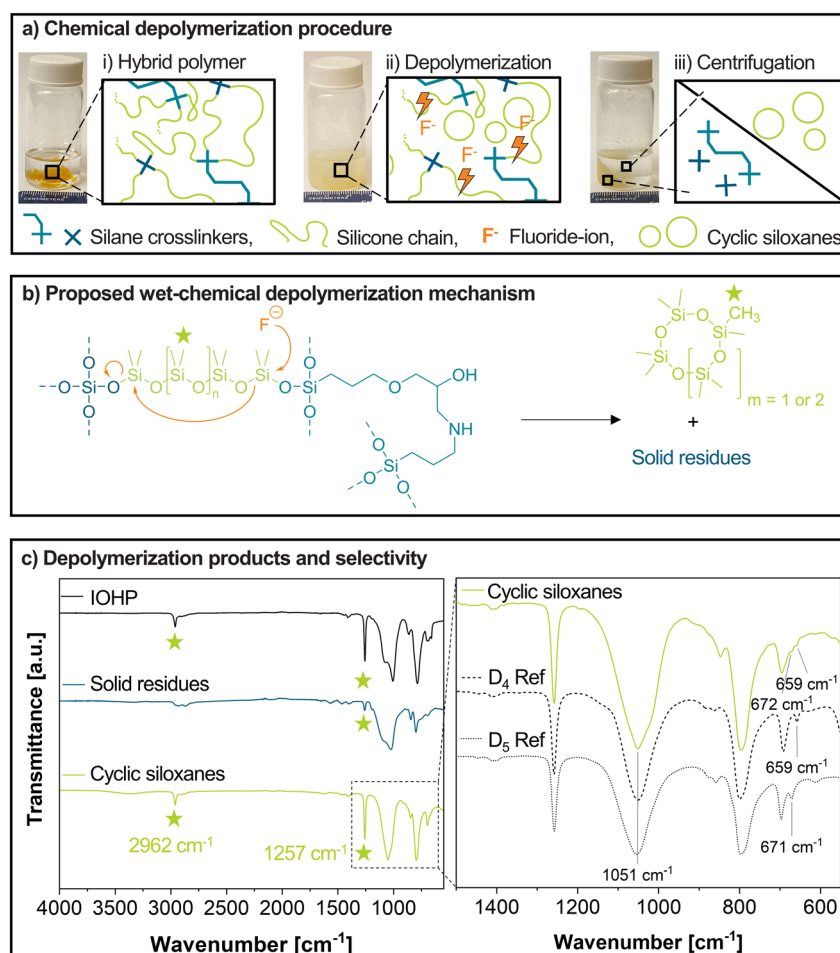 a) Chemical depolymerization procedure
i) Hybrid polymer
ii) Depolymerization
iii) Centrifugation
F-
F-
F-
CENTIMETERS
CENTIMETERS
CENTIMETERS
Silane crosslinkers,
Silicone chain,
F- Fluoride-ion,
Cyclic siloxanes
b) Proposed wet-chemical depolymerization mechanism
F⊖
CH3
O
Si
O
Si
O
Si
Si
O
Si
m = 1 or 2
O
O
Si
O
O
Si
O
Si
n
O
Si
O
Si
O
Si
O
O
O
OH
NH
O
Si
O
O
+
Solid residues
c) Depolymerization products and selectivity
IOHP
Solid residues
Cyclic siloxanes
2962 cm-1
1257 cm-1
Transmittance [a.u.]
4000 3500 3000 2500 2000 1500 1000
Wavenumber [cm-1]
Cyclic siloxanes
659 cm-1
672 cm-1
D4 Ref
659 cm-1
D5 Ref
671 cm-1
1051 cm-1
1400 1200 1000 800 600
Wavenumber [cm-1]